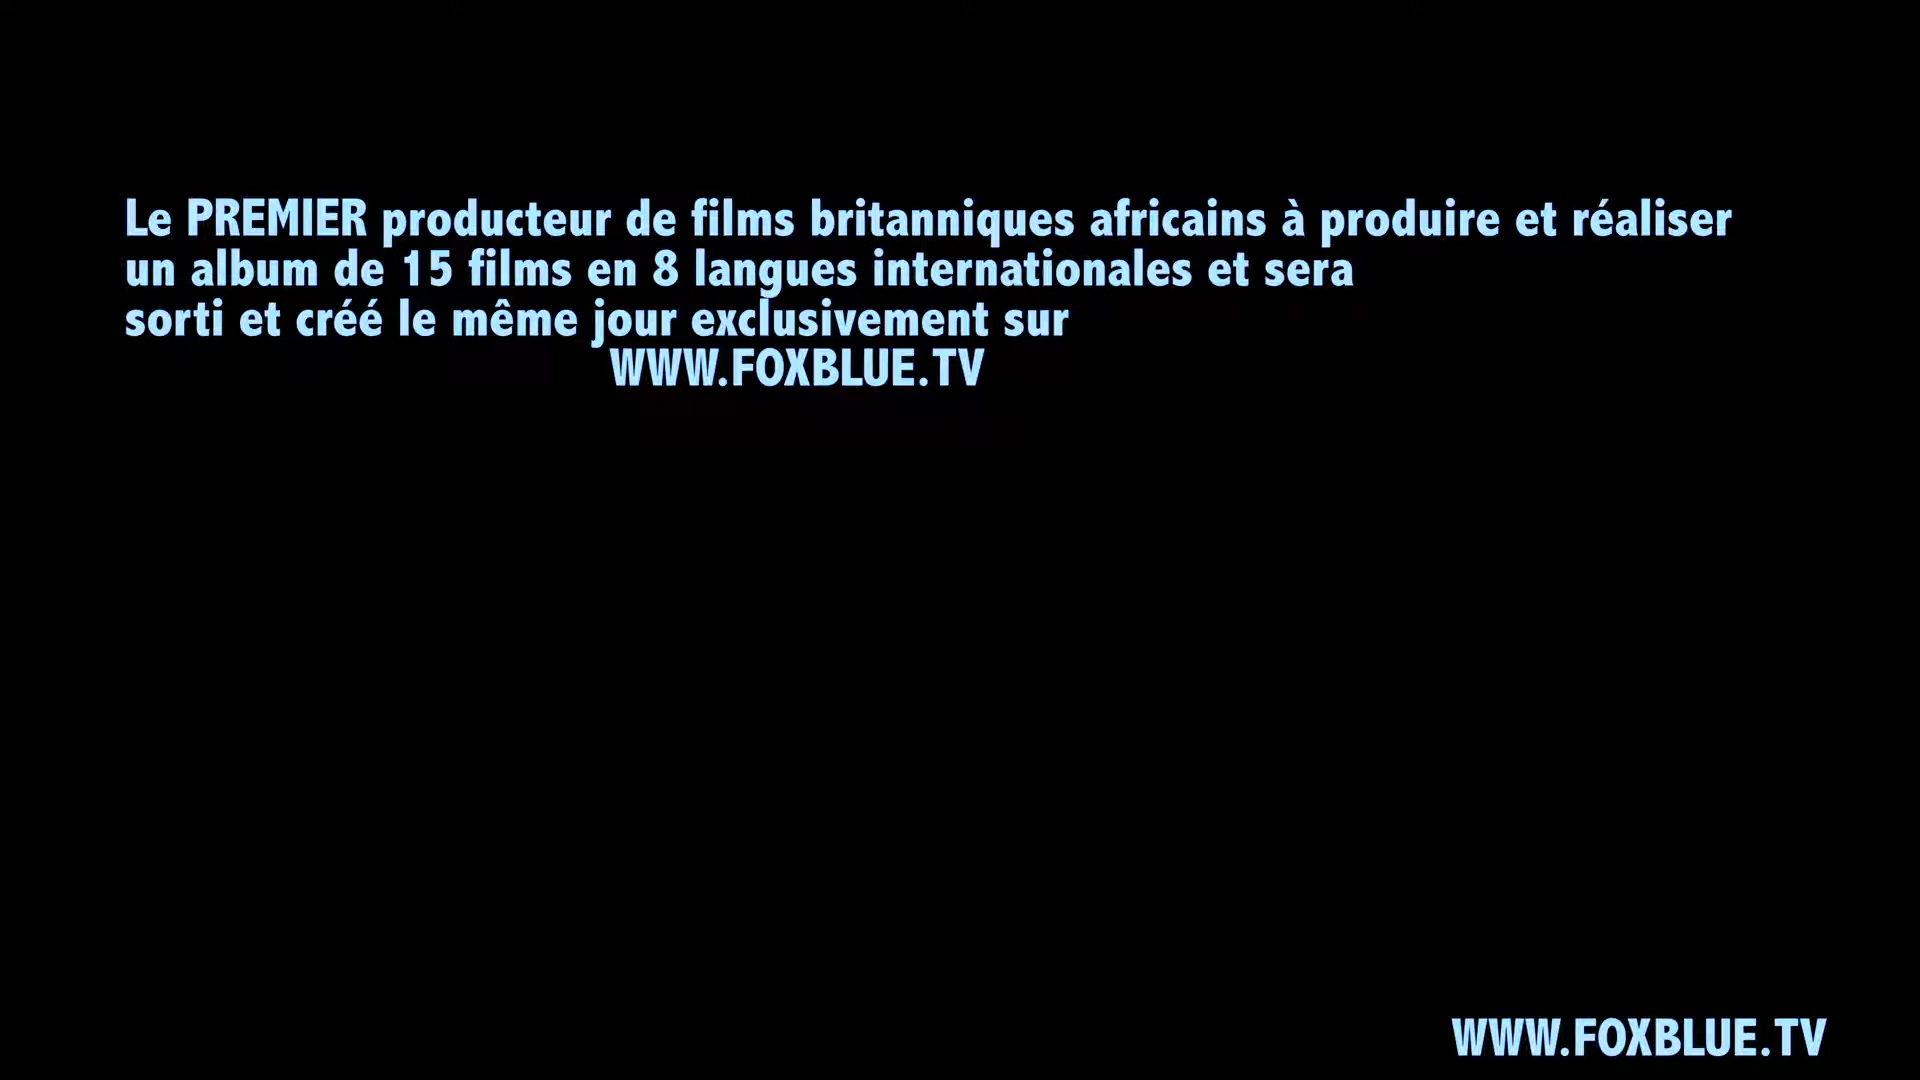 Le PREMIER producteur de films britanniques africains à produire et réaliser
un album de 15 films en 8 langues internationales et sera
sorti et créé le même jour exclusivement sur
WWW.FOXBLUE.TV
WWW.FOXBLUE.TV